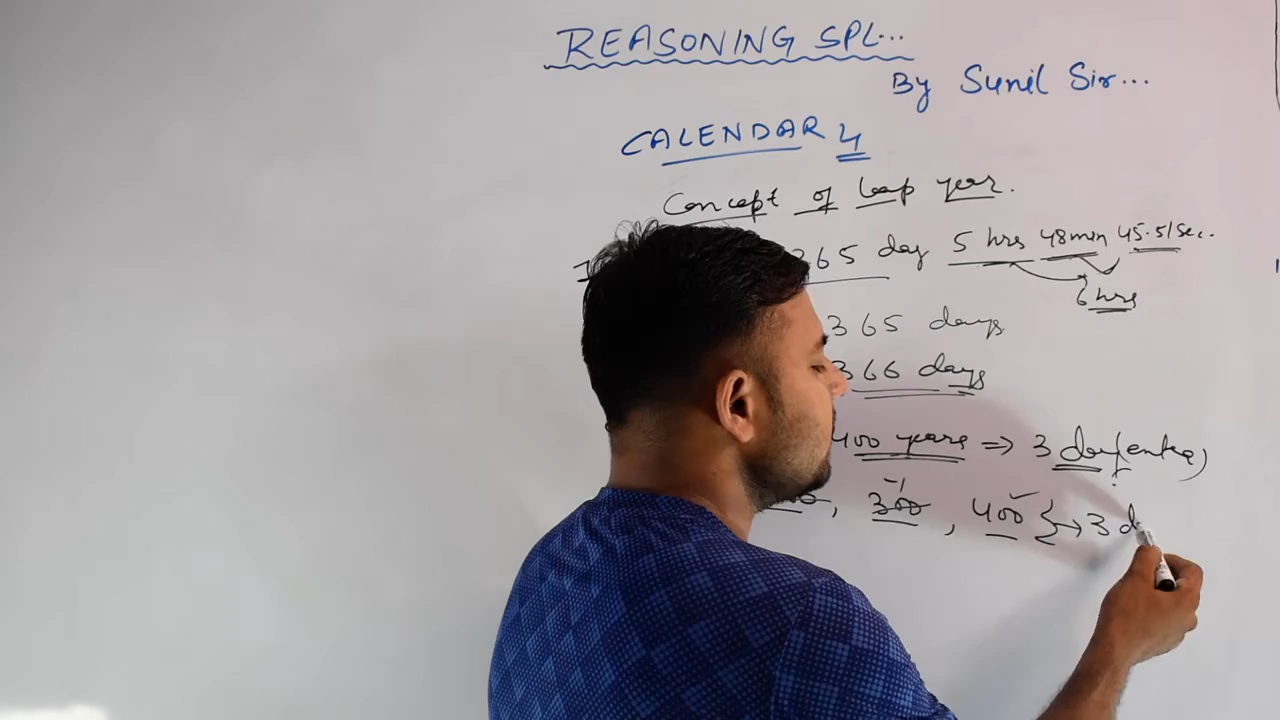 REASONING SPL...
By Sunil Sir...
CALENDAR 4
Concept of leap year.
365 day 5 hrs 48 min 45.51 sec.
6 hrs
365 days
366 days
400 years => 3 day (extra)
-1
, 300, 400 } → 3 d